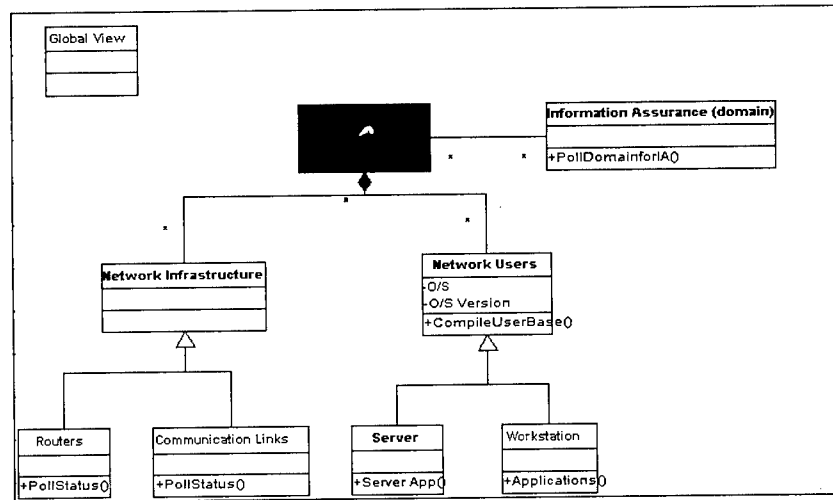 Global View
Information Assurance (domain)
+PollDomainforIA()
*
*
*
*
*
Network Infrastructure
Network Users
-O/S
-O/S Version
+CompileUserBase()
Routers
+PollStatus()
Communication Links
+PollStatus()
Server
+Server App()
Workstation
+Applications()